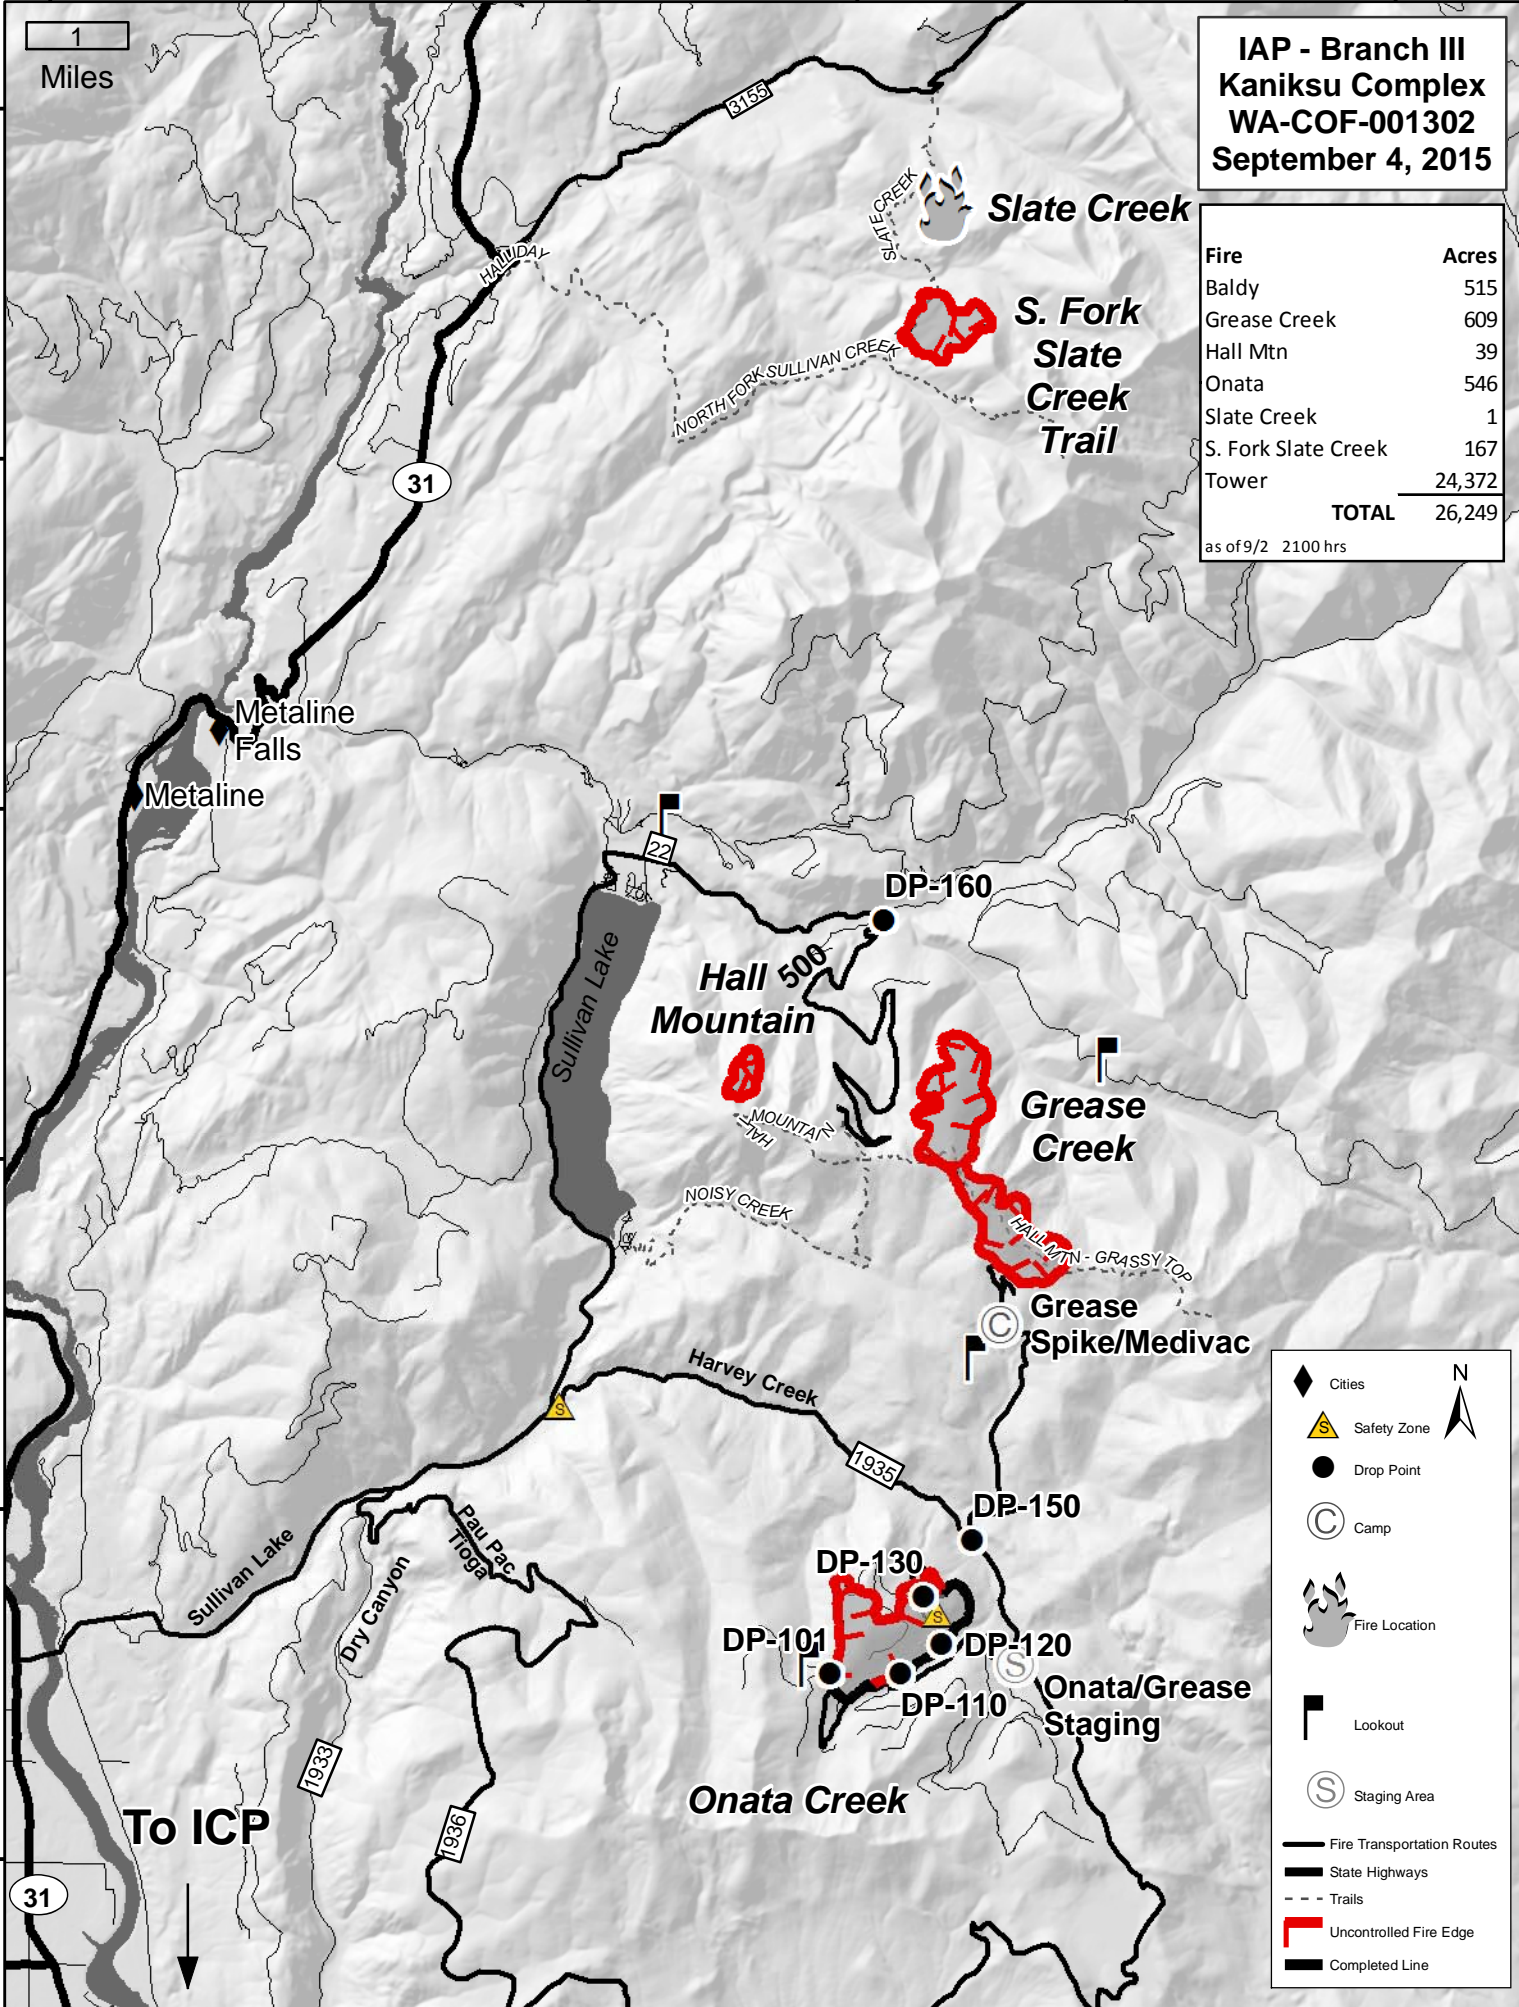 1
Miles
IAP - Branch III
Kaniksu Complex
WA-COF-001302
September 4, 2015
Fire Acres
Baldy 515
Grease Creek 609
Hall Mtn 39
Onata 546
Slate Creek 1
S. Fork Slate Creek 167
Tower 24,372
TOTAL 26,249
as of 9/2 2100 hrs
3155
SLATE CREEK
Slate Creek
HALLIDAY
S. Fork
Slate
Creek
Trail
NORTH FORK SULLIVAN CREEK
31
Metaline
Falls
Metaline
22
DP-160
500
Sullivan Lake
Hall
Mountain
Grease
Creek
HALL
MOUNTAIN
NOISY CREEK
HALL MTN - GRASSY TOP
Grease
Spike/Medivac
Harvey Creek
1935
DP-150
S
Pau Pac
Tioga
Sullivan Lake
Dry Canyon
DP-130
S
DP-101
DP-120
DP-110
S
C
Onata/Grease
Staging
Onata Creek
1933
1936
To ICP
31
N
Cities
S Safety Zone
Drop Point
C Camp
Fire Location
Lookout
S Staging Area
Fire Transportation Routes
State Highways
Trails
Uncontrolled Fire Edge
Completed Line